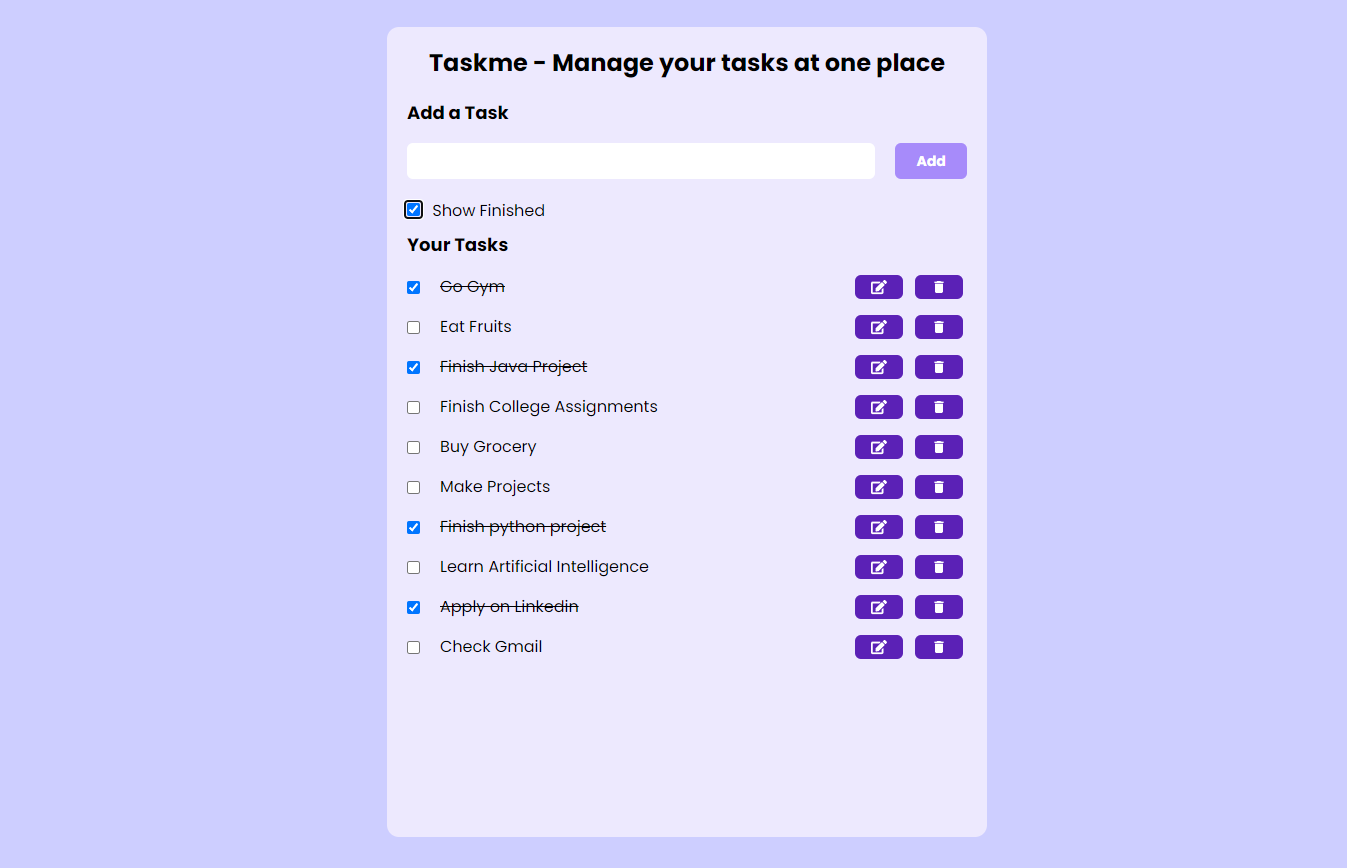 Taskme - Manage your tasks at one place
Add a Task
Add
Show Finished
Your Tasks
Go Gym
Eat Fruits
Finish Java Project
Finish College Assignments
Buy Grocery
Make Projects
Finish python project
Learn Artificial Intelligence
Apply on Linkedin
Check Gmail